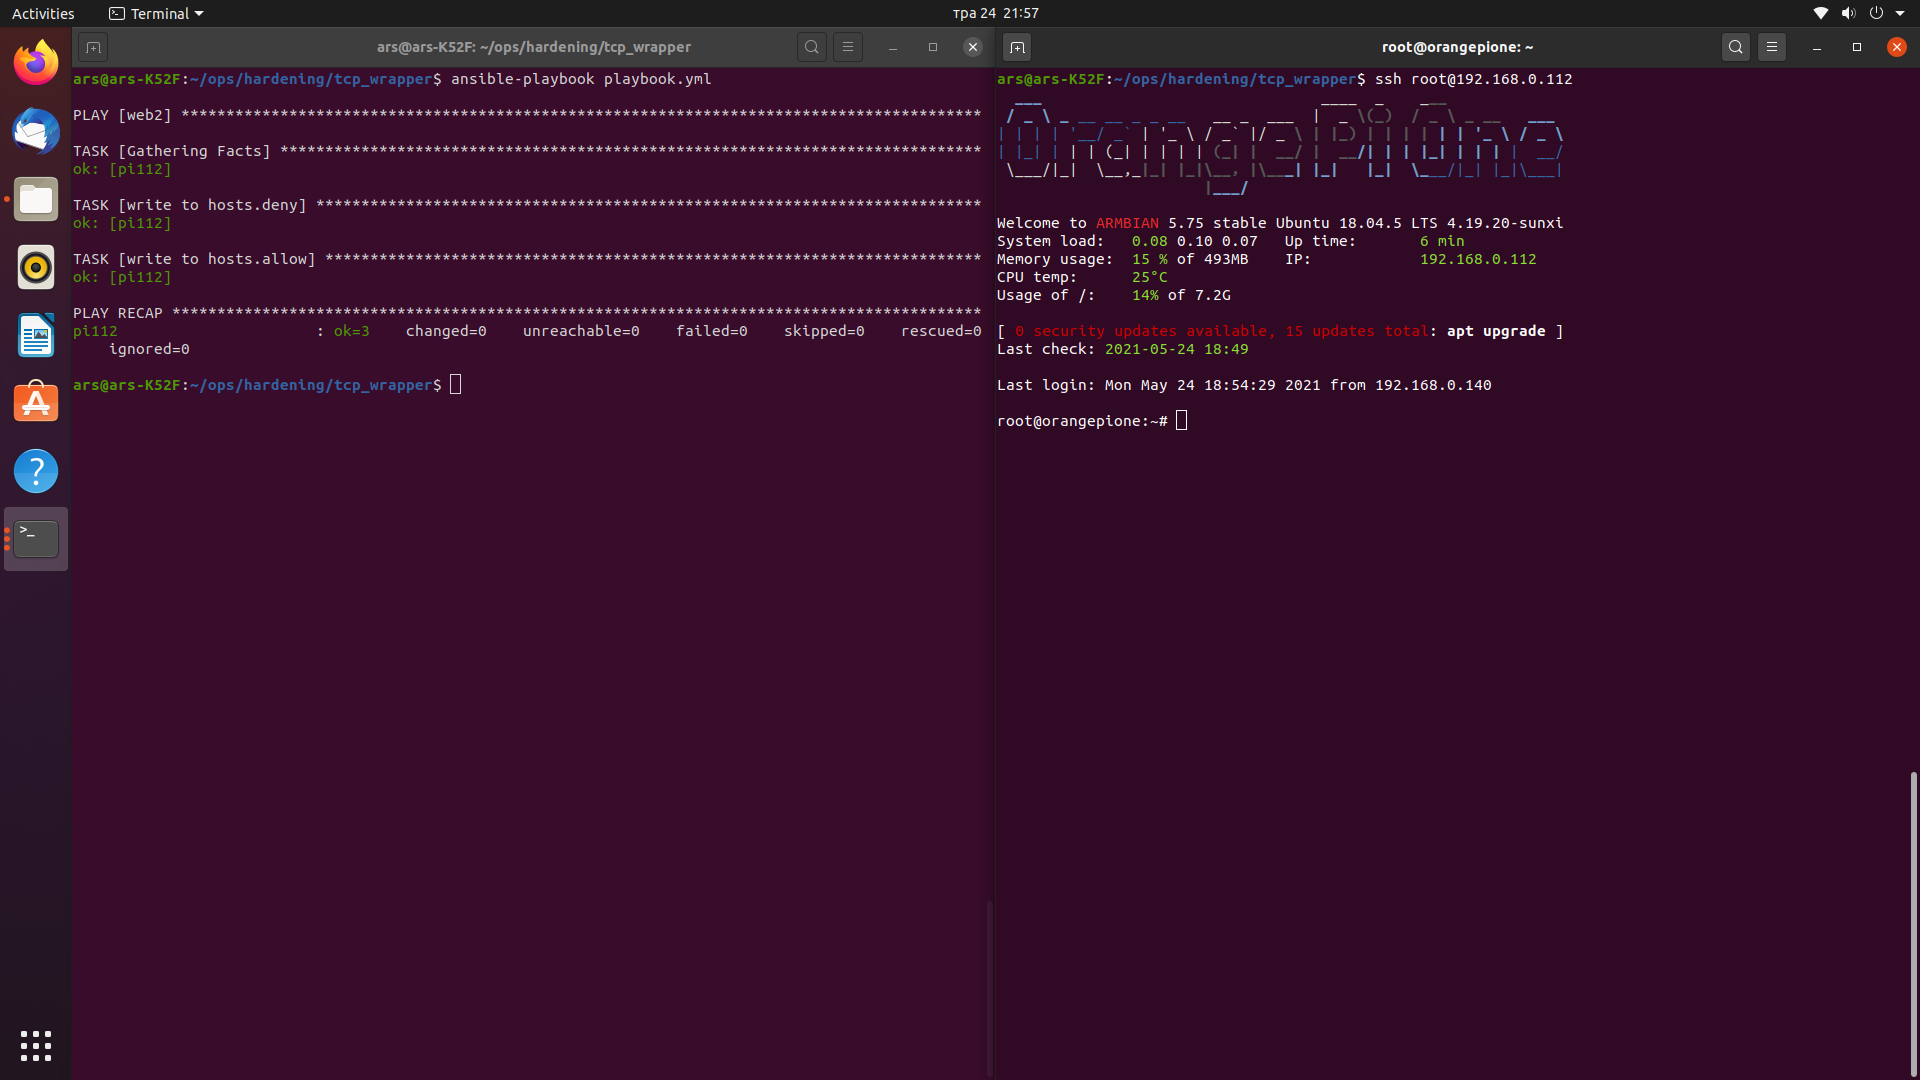 Activities
Terminal
тра 24 21:57
ars@ars-K52F: ~/ops/hardening/tcp_wrapper
ars@ars-K52F:~/ops/hardening/tcp_wrapper$ ansible-playbook playbook.yml
PLAY [web2] *****************************************************************************************
TASK [Gathering Facts] ******************************************************************************
ok: [pi112]
TASK [write to hosts.deny] **************************************************************************
ok: [pi112]
TASK [write to hosts.allow] *************************************************************************
ok: [pi112]
PLAY RECAP ******************************************************************************************
pi112                      : ok=3    changed=0    unreachable=0    failed=0    skipped=0    rescued=0
    ignored=0
ars@ars-K52F:~/ops/hardening/tcp_wrapper$
root@orangepione: ~
ars@ars-K52F:~/ops/hardening/tcp_wrapper$ ssh root@192.168.0.112
Orange Pi One
Welcome to ARMBIAN 5.75 stable Ubuntu 18.04.5 LTS 4.19.20-sunxi
System load:   0.08 0.10 0.07   Up time:       6 min
Memory usage:  15 % of 493MB    IP:            192.168.0.112
CPU temp:      25°C
Usage of /:    14% of 7.2G
[ 0 security updates available, 15 updates total: apt upgrade ]
Last check: 2021-05-24 18:49
Last login: Mon May 24 18:54:29 2021 from 192.168.0.140
root@orangepione:~#